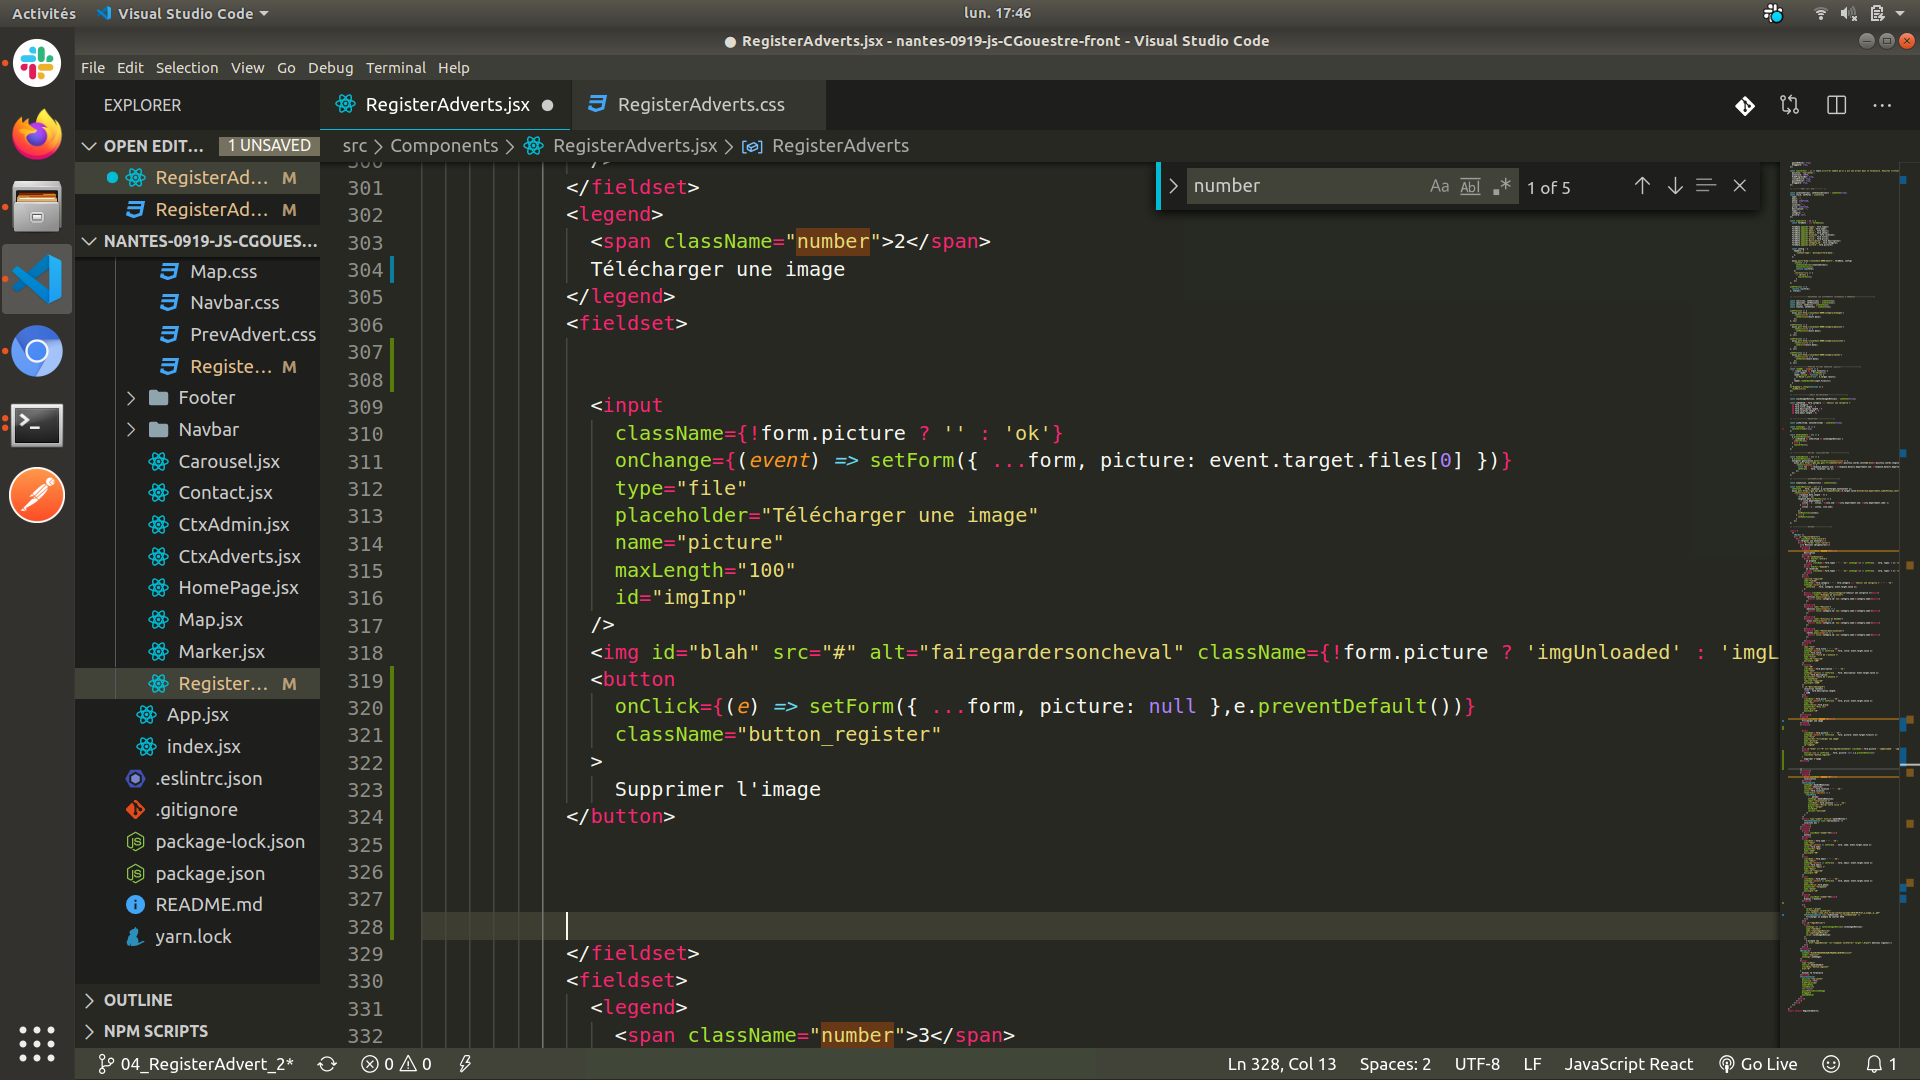 Activités Visual Studio Code lun. 17:46
● RegisterAdverts.jsx - nantes-0919-js-CGouestre-front - Visual Studio Code
File Edit Selection View Go Debug Terminal Help
EXPLORER
RegisterAdverts.jsx ●
RegisterAdverts.css
OPEN EDIT... 1 UNSAVED
RegisterAd... M
RegisterAd... M
NANTES-0919-JS-CGOUES...
Map.css
Navbar.css
PrevAdvert.css
Registe... M
Footer
Navbar
Carousel.jsx
Contact.jsx
CtxAdmin.jsx
CtxAdverts.jsx
HomePage.jsx
Map.jsx
Marker.jsx
Register... M
App.jsx
index.jsx
.eslintrc.json
.gitignore
package-lock.json
package.json
README.md
yarn.lock
OUTLINE
NPM SCRIPTS
src > Components > RegisterAdverts.jsx > RegisterAdverts
number Aa Abl .* 1 of 5
300 />
301 </fieldset>
302 <legend>
303 <span className="number">2</span>
304 Télécharger une image
305 </legend>
306 <fieldset>
307
308
309 <input
310 className={!form.picture ? '' : 'ok'}
311 onChange={(event) => setForm({ ...form, picture: event.target.files[0] })}
312 type="file"
313 placeholder="Télécharger une image"
314 name="picture"
315 maxLength="100"
316 id="imgInp"
317 />
318 <img id="blah" src="#" alt="fairegardersoncheval" className={!form.picture ? 'imgUnloaded' : 'imgL
319 <button
320 onClick={(e) => setForm({ ...form, picture: null },e.preventDefault())}
321 className="button_register"
322 >
323 Supprimer l'image
324 </button>
325
326
327
328
329 </fieldset>
330 <fieldset>
331 <legend>
332 <span className="number">3</span>
04_RegisterAdvert_2* 0 0 Ln 328, Col 13 Spaces: 2 UTF-8 LF JavaScript React Go Live 1